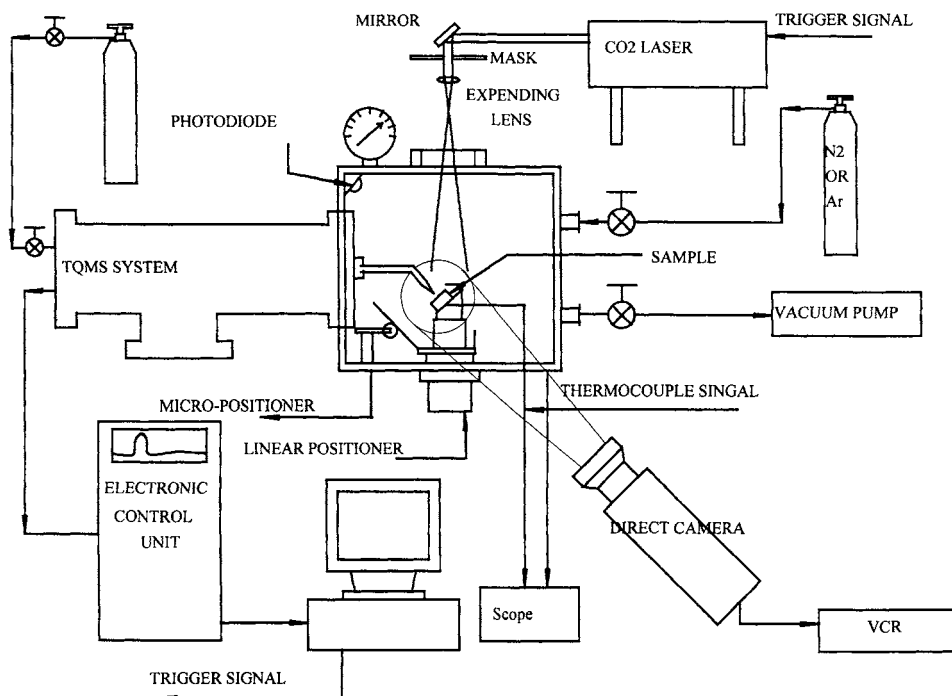 MIRROR
TRIGGER SIGNAL
CO2 LASER
MASK
EXPENDING
LENS
PHOTODIODE
N2
OR
Ar
TQMS SYSTEM
SAMPLE
VACUUM PUMP
THERMOCOUPLE SINGAL
MICRO-POSITIONER
LINEAR POSITIONER
ELECTRONIC
CONTROL
UNIT
DIRECT CAMERA
Scope
VCR
TRIGGER SIGNAL